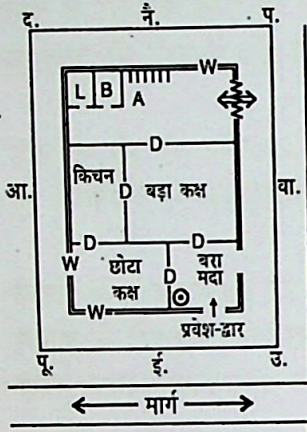 द. नै. प.
W
L B
A
D
किचन
D बड़ा कक्ष
आ. वा.
D D
छोटा
कक्ष
बरा
मदा
W
D
W
प्रवेश-द्वार
पू. ई. उ.
मार्ग